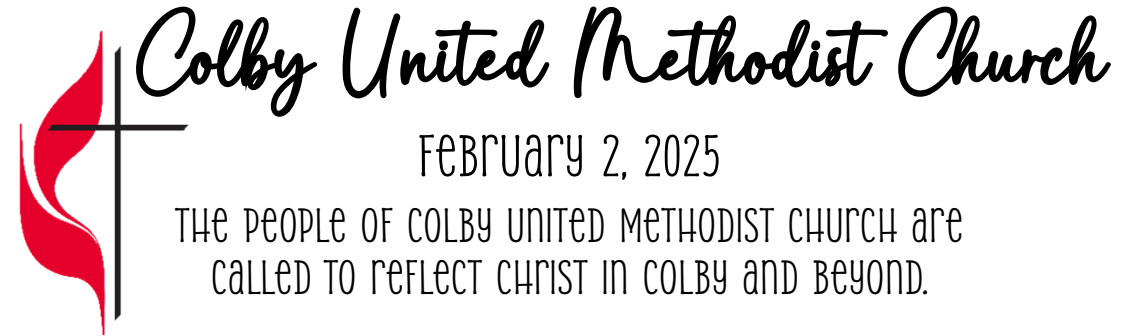 Colby United Methodist Church
February 2, 2025
The people of Colby United Methodist Church are
called to reflect Christ in Colby and beyond.